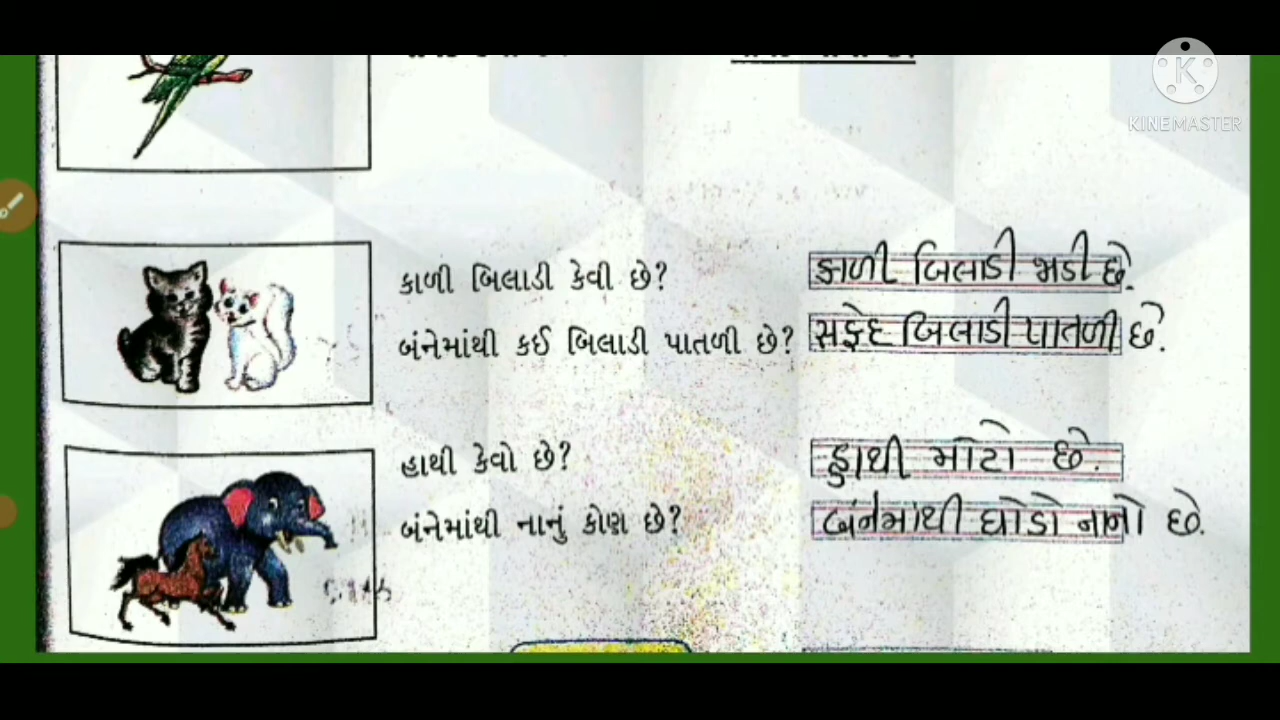 KINEMASTER
કાળી બિલાડી કેવી છે?
કાળી બિલાડી જાડી છે.
બંનેમાંથી કઈ બિલાડી પાતળી છે?
સફેદ બિલાડી પાતળી છે.
હાથી કેવો છે?
હાથી મોટો છે.
બંનેમાંથી નાનું કોણ છે?
બંનેમાંથી ઘોડો નાનો છે.